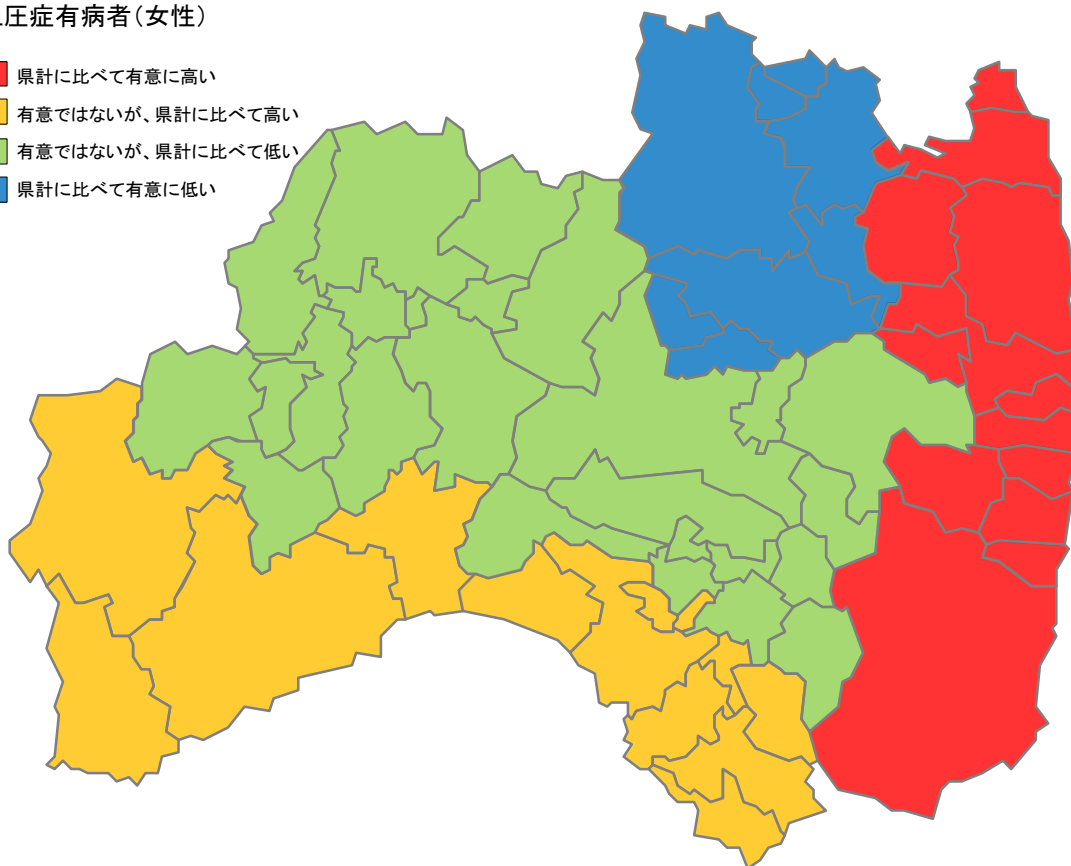 圧症有病者（女性）
県計に比べて有意に高い
有意ではないが、県計に比べて高い
有意ではないが、県計に比べて低い
県計に比べて有意に低い